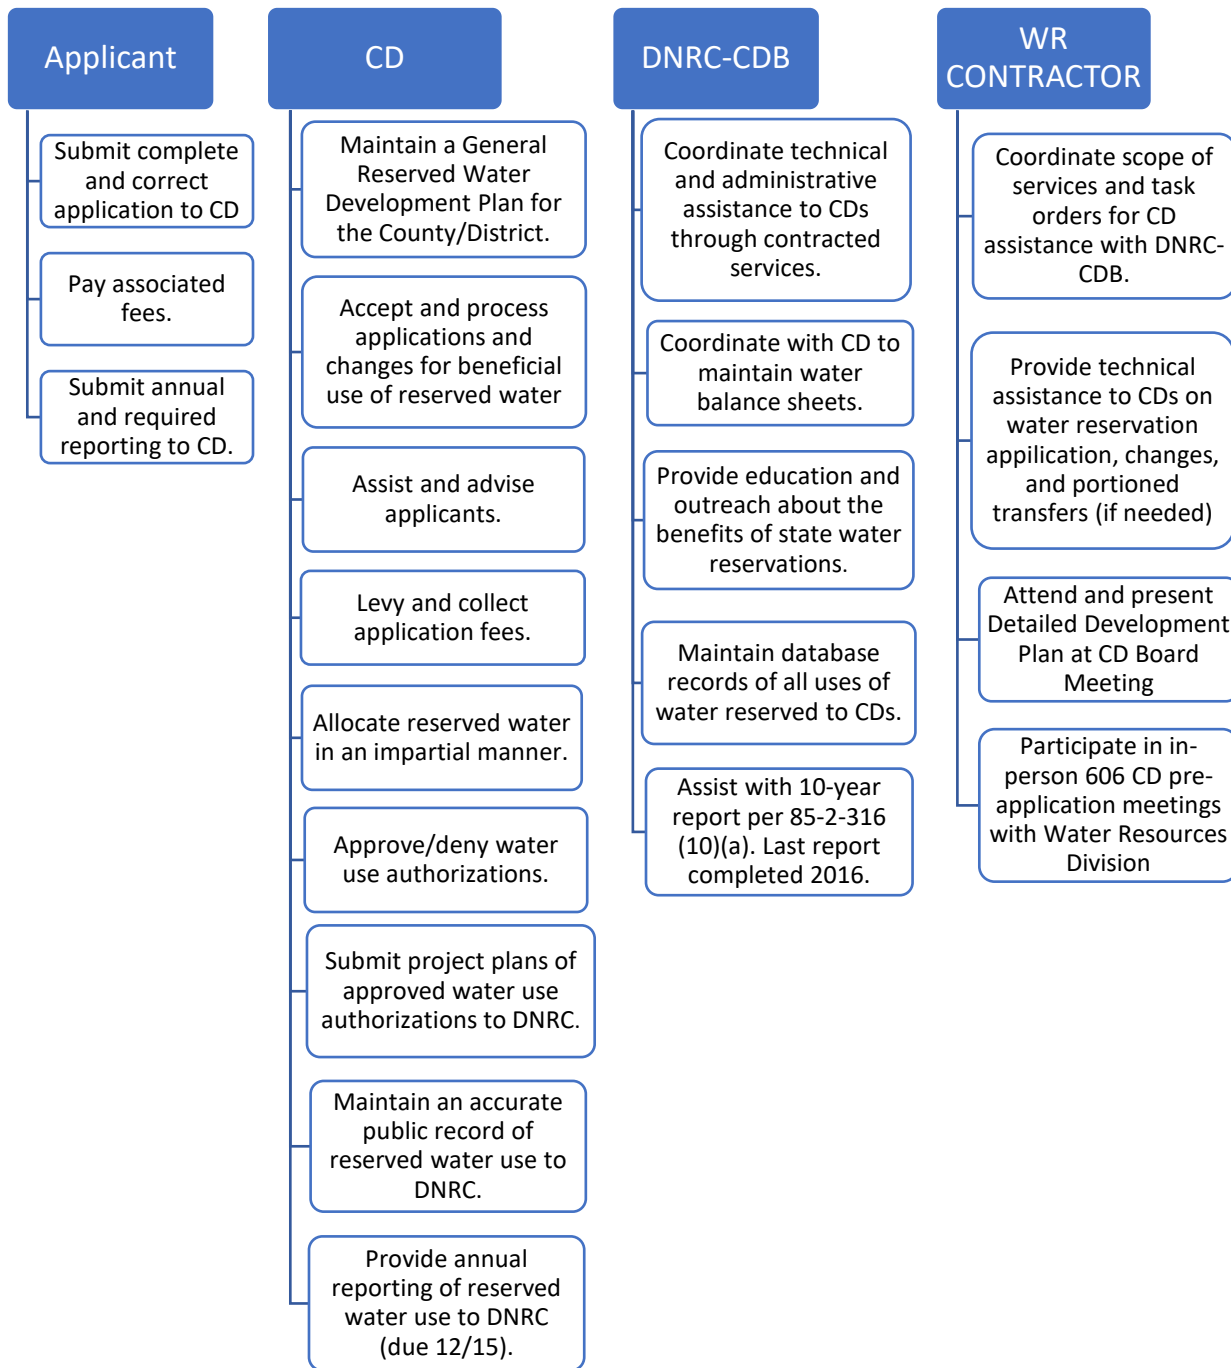 Applicant
Submit complete
and correct
application to CD
Pay associated
fees.
Submit annual
and required
reporting to CD.
CD
Maintain a General
Reserved Water
Development Plan for
the County/District.
Accept and process
applications and
changes for beneficial
use of reserved water
Assist and advise
applicants.
Levy and collect
application fees.
Allocate reserved water
in an impartial manner.
Approve/deny water
use authorizations.
Submit project plans of
approved water use
authorizations to DNRC.
Maintain an accurate
public record of
reserved water use to
DNRC.
Provide annual
reporting of reserved
water use to DNRC
(due 12/15).
DNRC-CDB
Coordinate technical
and administrative
assistance to CDs
through contracted
services.
Coordinate with CD to
maintain water
balance sheets.
Provide education and
outreach about the
benefits of state water
reservations.
Maintain database
records of all uses of
water reserved to CDs.
Assist with 10-year
report per 85-2-316
(10)(a). Last report
completed 2016.
WR
CONTRACTOR
Coordinate scope of
services and task
orders for CD
assistance with DNRC-
CDB.
Provide technical
assistance to CDs on
water reservation
appilication, changes,
and portioned
transfers (if needed)
Attend and present
Detailed Development
Plan at CD Board
Meeting
Participate in in-
person 606 CD pre-
application meetings
with Water Resources
Division